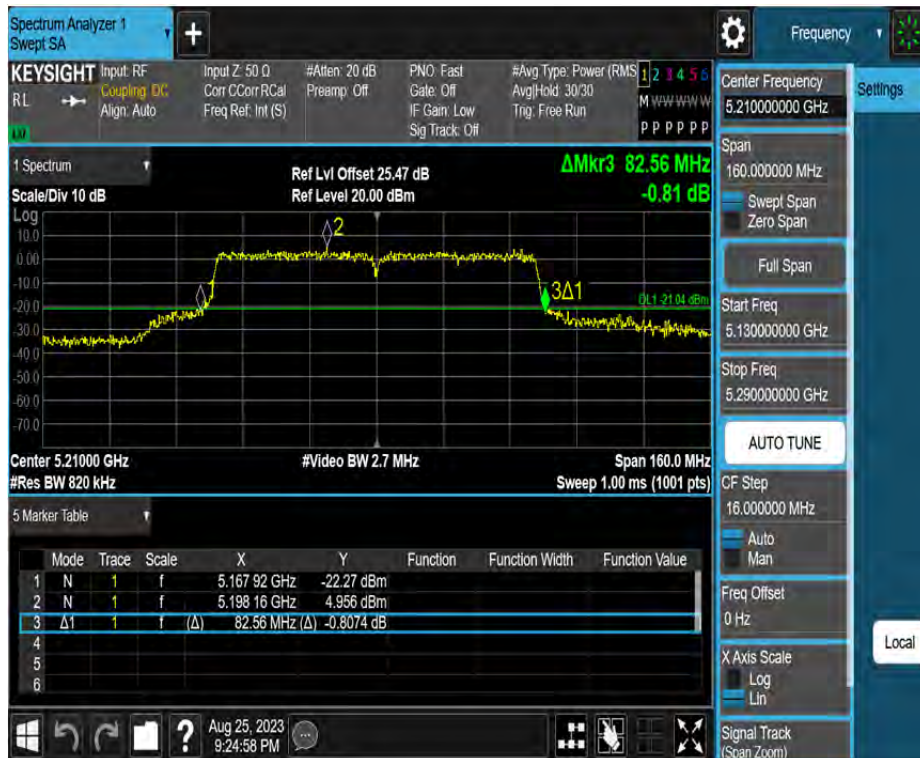 Spectrum Analyzer 1
Swept SA
+
Frequency
KEYSIGHT Input: RF Input Z: 50 Ω #Atten: 20 dB PNO: Fast #Avg Type: Power (RMS 1 2 3 4 5 6
RL Coupling: DC Corr CCorr RCal Preamp: Off Gate: Off Avg|Hold: 30/30 M W W W W W
Align: Auto Freq Ref: Int (S) IF Gain: Low Trig: Free Run
Sig Track: Off P P P P P P
1 Spectrum
Ref Lvl Offset 25.47 dB ΔMkr3 82.56 MHz
Scale/Div 10 dB Ref Level 20.00 dBm -0.81 dB
Log
10.0
0.00
-10.0
-20.0
-30.0
-40.0
-50.0
-60.0
-70.0
2
1
3Δ1
DL1 -21.04 dBm
Center 5.21000 GHz #Video BW 2.7 MHz Span 160.0 MHz
#Res BW 820 kHz Sweep 1.00 ms (1001 pts)
5 Marker Table
Mode Trace Scale X Y Function Function Width Function Value
1 N 1 f 5.167 92 GHz -22.27 dBm
2 N 1 f 5.198 16 GHz 4.956 dBm
3 Δ1 1 f (Δ) 82.56 MHz (Δ) -0.8074 dB
4
5
6
?
Aug 25, 2023
9:24:58 PM
Center Frequency
5.210000000 GHz
Settings
Span
160.000000 MHz
Swept Span
Zero Span
Full Span
Start Freq
5.130000000 GHz
Stop Freq
5.290000000 GHz
AUTO TUNE
CF Step
16.000000 MHz
Auto
Man
Freq Offset
0 Hz
Local
X Axis Scale
Log
Lin
Signal Track
(Span Zoom)